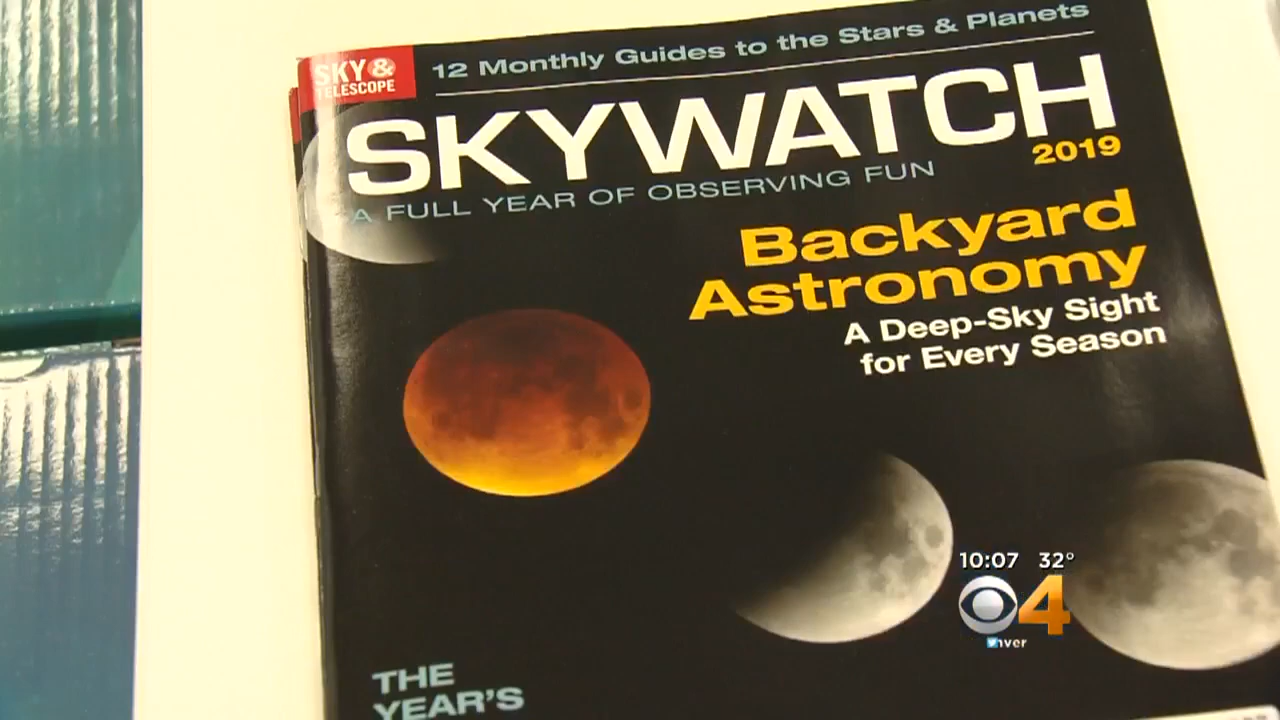 SKY &
TELESCOPE
12 Monthly Guides to the Stars & Planets
SKYWATCH
2019
A FULL YEAR OF OBSERVING FUN
Backyard
Astronomy
A Deep-Sky Sight
for Every Season
10:07 32°
4
THE
YEAR'S